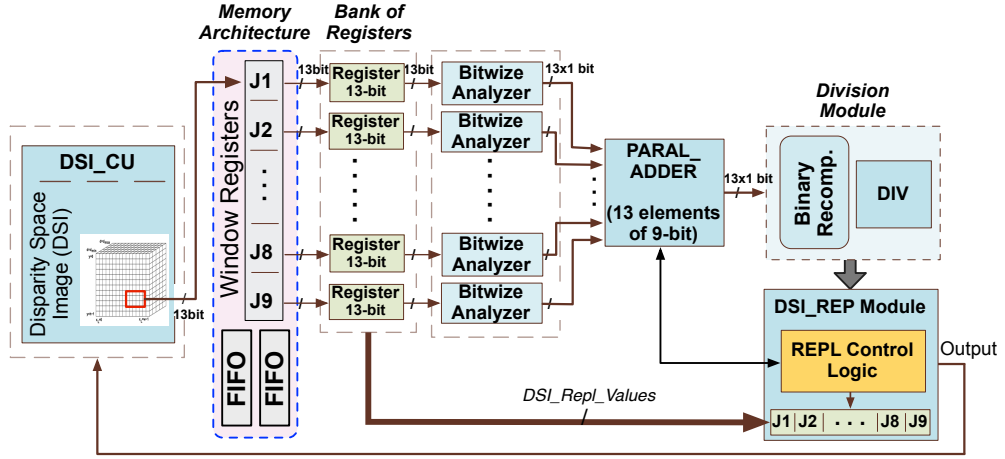 Memory
Architecture
Bank of
Registers
13bit
13bit
13x1 bit
J1
Register
13-bit
Bitwize
Analyzer
J2
Register
13-bit
Bitwize
Analyzer
J8
Register
13-bit
Bitwize
Analyzer
J9
Register
13-bit
Bitwize
Analyzer
Window Registers
FIFO
FIFO
DSI_CU
Disparity Space
Image (DSI)
13bit
PARAL_
ADDER
(13 elements
of 9-bit)
13x1 bit
Division
Module
Binary
Recomp.
DIV
DSI_REP Module
REPL Control
Logic
Output
DSI_Repl_Values
J1 J2 . . . J8 J9